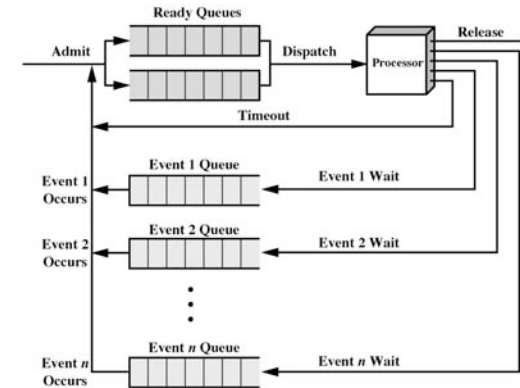 Ready Queues
Release
Admit
Dispatch
Processor
Timeout
Event 1 Queue
Event 1
Occurs
Event 1 Wait
Event 2 Queue
Event 2
Occurs
Event 2 Wait
Event n Queue
Event n
Occurs
Event n Wait